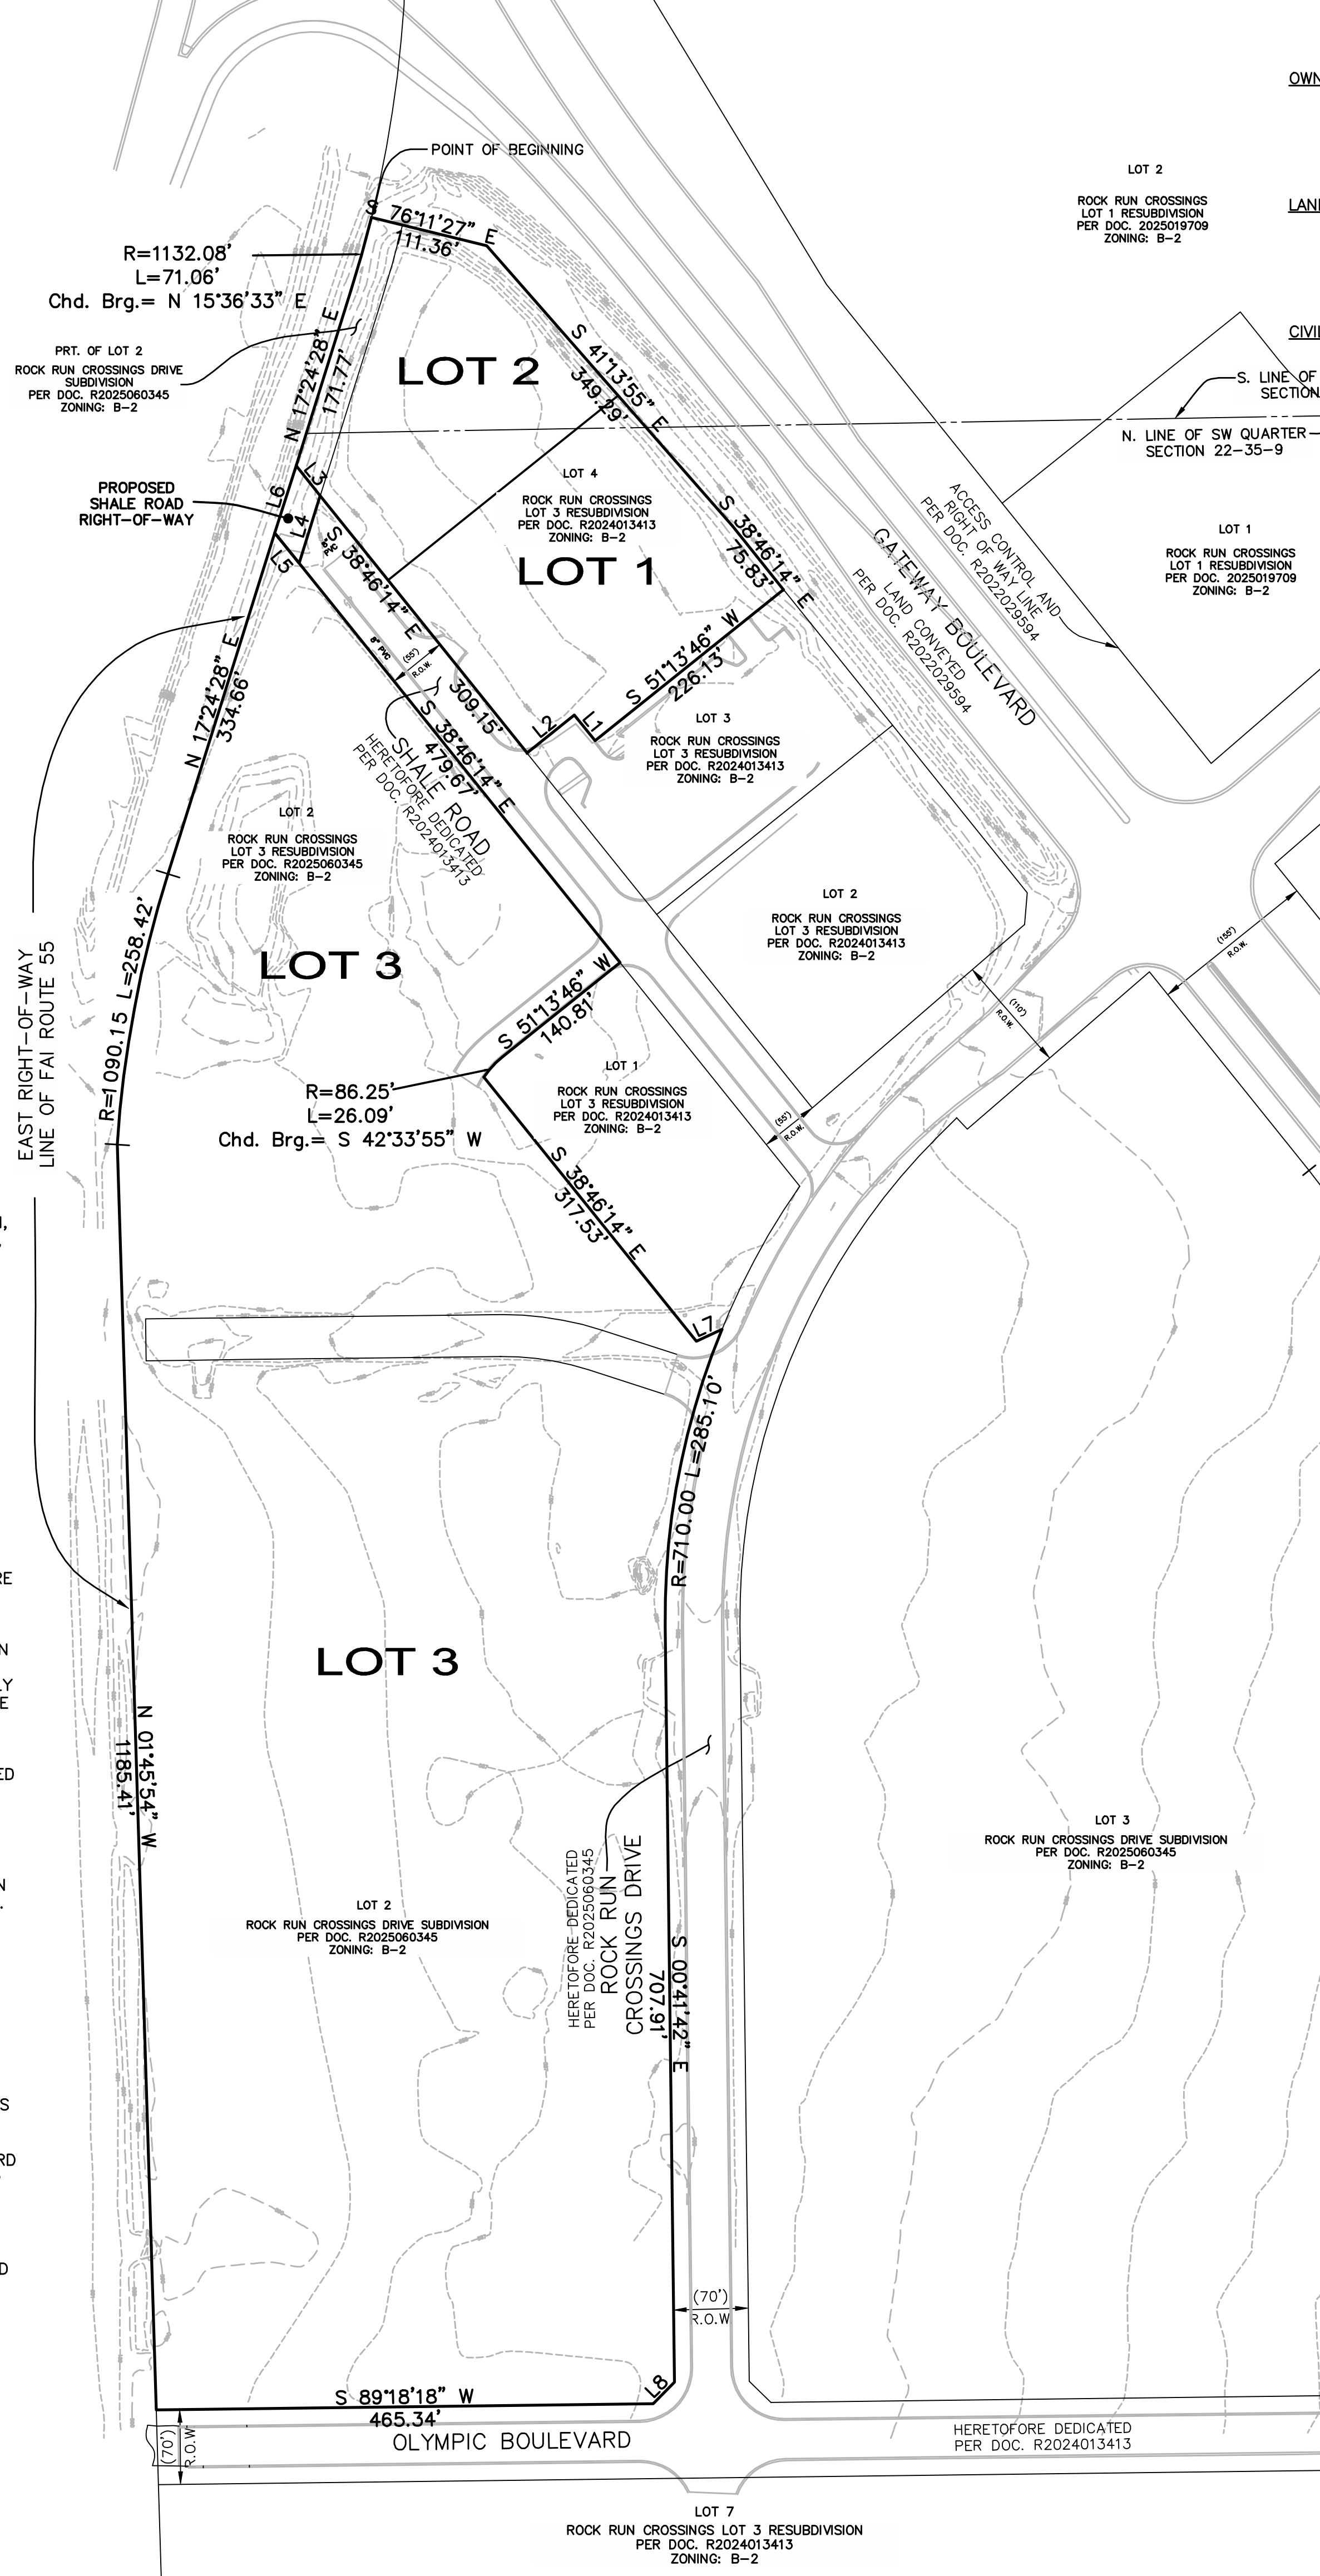 OWN
LOT 2
ROCK RUN CROSSINGS
LOT 1 RESUBDIVISION
PER DOC. 2025019709
ZONING: B-2
LAND
CIVIL
POINT OF BEGINNING
S 76°11'27" E
111.36'
R=1132.08'
L=71.06'
Chd. Brg.= N 15°36'33" E
PRT. OF LOT 2
ROCK RUN CROSSINGS DRIVE
SUBDIVISION
PER DOC. R2025060345
ZONING: B-2
N 17°24'28" E
171.77'
LOT 2
S 41°13'55" E
349.29'
S. LINE OF
SECTION
N. LINE OF SW QUARTER
SECTION 22-35-9
PROPOSED
SHALE ROAD
RIGHT-OF-WAY
L6
L3
L4
L5
LOT 4
ROCK RUN CROSSINGS
LOT 3 RESUBDIVISION
PER DOC. R2024013413
ZONING: B-2
LOT 1
S 38°46'14" E
75.83'
ACCESS CONTROL AND
RIGHT OF WAY LINE
PER DOC. R2022029594
GATEWAY BOULEVARD
LAND CONVEYED
PER DOC. R2022029594
LOT 1
ROCK RUN CROSSINGS
LOT 1 RESUBDIVISION
PER DOC. 2025019709
ZONING: B-2
8" PVC
S 38°46'14" E
309.15'
8" PVC
(55')
R.O.W.
S 51°13'46" W
226.13'
L2
L1
LOT 3
ROCK RUN CROSSINGS
LOT 3 RESUBDIVISION
PER DOC. R2024013413
ZONING: B-2
N 17°24'28" E
334.66'
S 38°46'14" E
479.67'
SHALE ROAD
HERETOFORE DEDICATED
PER DOC. R2024013413
LOT 2
ROCK RUN CROSSINGS
LOT 3 RESUBDIVISION
PER DOC. R2025060345
ZONING: B-2
LOT 2
ROCK RUN CROSSINGS
LOT 3 RESUBDIVISION
PER DOC. R2024013413
ZONING: B-2
(155')
R.O.W.
(110')
R.O.W.
EAST RIGHT-OF-WAY
LINE OF FAI ROUTE 55
R=1090.15 L=258.42'
LOT 3
S 51°13'46" W
140.81'
R=86.25'
L=26.09'
Chd. Brg.= S 42°33'55" W
LOT 1
ROCK RUN CROSSINGS
LOT 3 RESUBDIVISION
PER DOC. R2024013413
ZONING: B-2
(55')
R.O.W.
S 38°46'14" E
317.53'
L7
R=710.00 L=285.10'
RE
N
LY
E
LOT 3
N 01°45'54" W
1185.41'
ED
N
LOT 3
ROCK RUN CROSSINGS DRIVE SUBDIVISION
PER DOC. R2025060345
ZONING: B-2
LOT 2
ROCK RUN CROSSINGS DRIVE SUBDIVISION
PER DOC. R2025060345
ZONING: B-2
HERETOFORE DEDICATED
PER DOC. R2025060345
ROCK RUN
CROSSINGS DRIVE
S 00°41'42" E
707.91'
S
RD
D
(70')
R.O.W
L8
S 89°18'18" W
465.34'
(70')
R.O.W
OLYMPIC BOULEVARD
HERETOFORE DEDICATED
PER DOC. R2024013413
LOT 7
ROCK RUN CROSSINGS LOT 3 RESUBDIVISION
PER DOC. R2024013413
ZONING: B-2